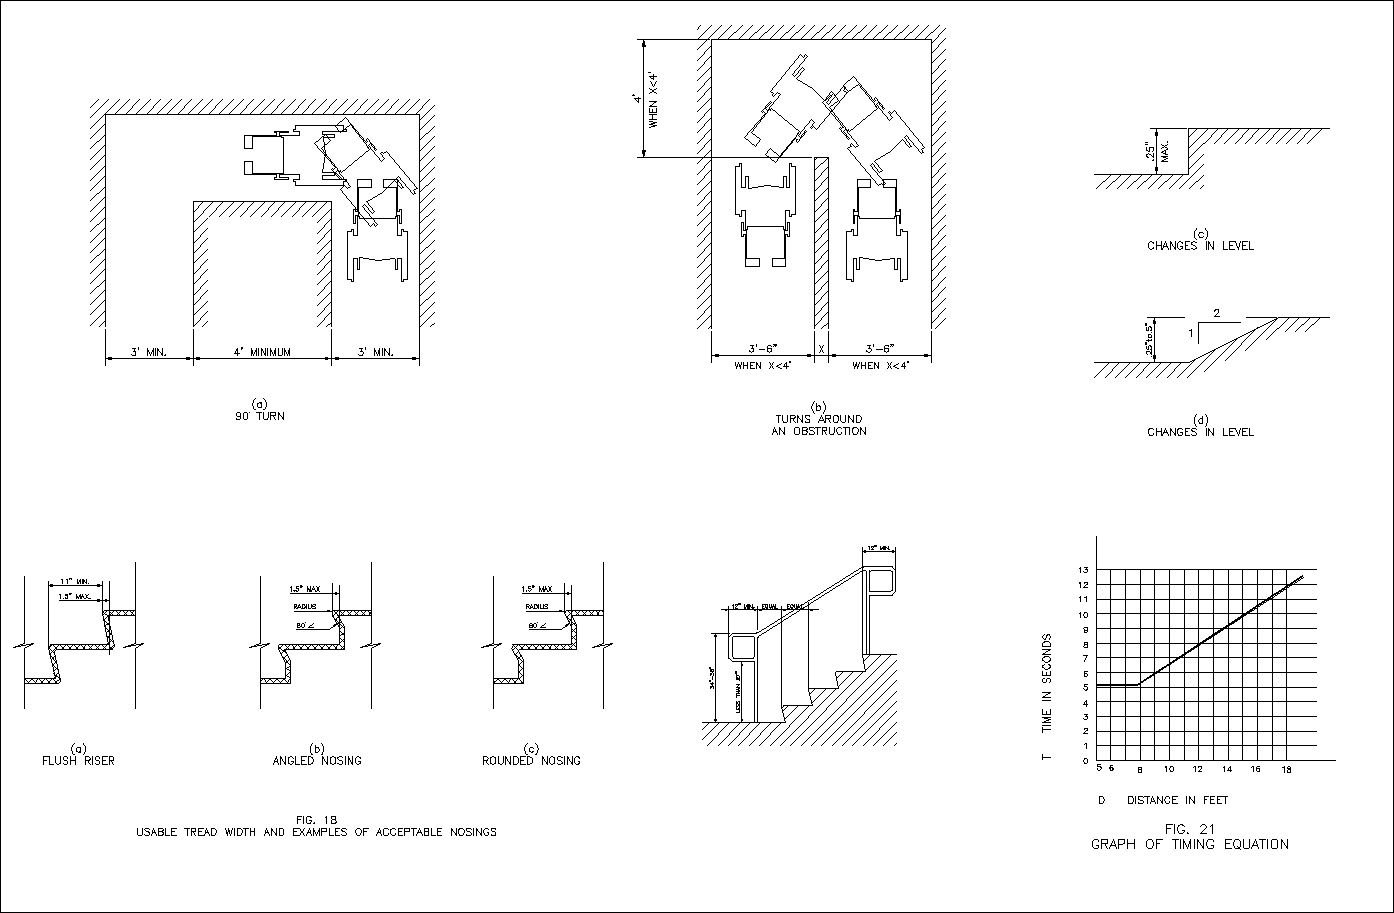 3' MIN.
4' MINIMUM
3' MIN.
(a)
90° TURN
4'
WHEN X<4'
3'-6"
X
3'-6"
WHEN X<4'
WHEN X<4'
(b)
TURNS AROUND
AN OBSTRUCTION
.25"
MAX.
(c)
CHANGES IN LEVEL
.25"to.5"
1
2
(d)
CHANGES IN LEVEL
11" MIN.
1.5" MAX.
(a)
FLUSH RISER
1.5" MAX
RADIUS
60° ∠
(b)
ANGLED NOSING
1.5" MAX
RADIUS
60° ∠
(c)
ROUNDED NOSING
FIG. 18
USABLE TREAD WIDTH AND EXAMPLES OF ACCEPTABLE NOSINGS
12" MIN.
12" MIN.
EQUAL
EQUAL
34"-38"
LESS THAN 27"
T TIME IN SECONDS
13
12
11
10
9
8
7
6
5
4
3
2
1
0
5 6 8 10 12 14 16 18
D DISTANCE IN FEET
FIG. 21
GRAPH OF TIMING EQUATION